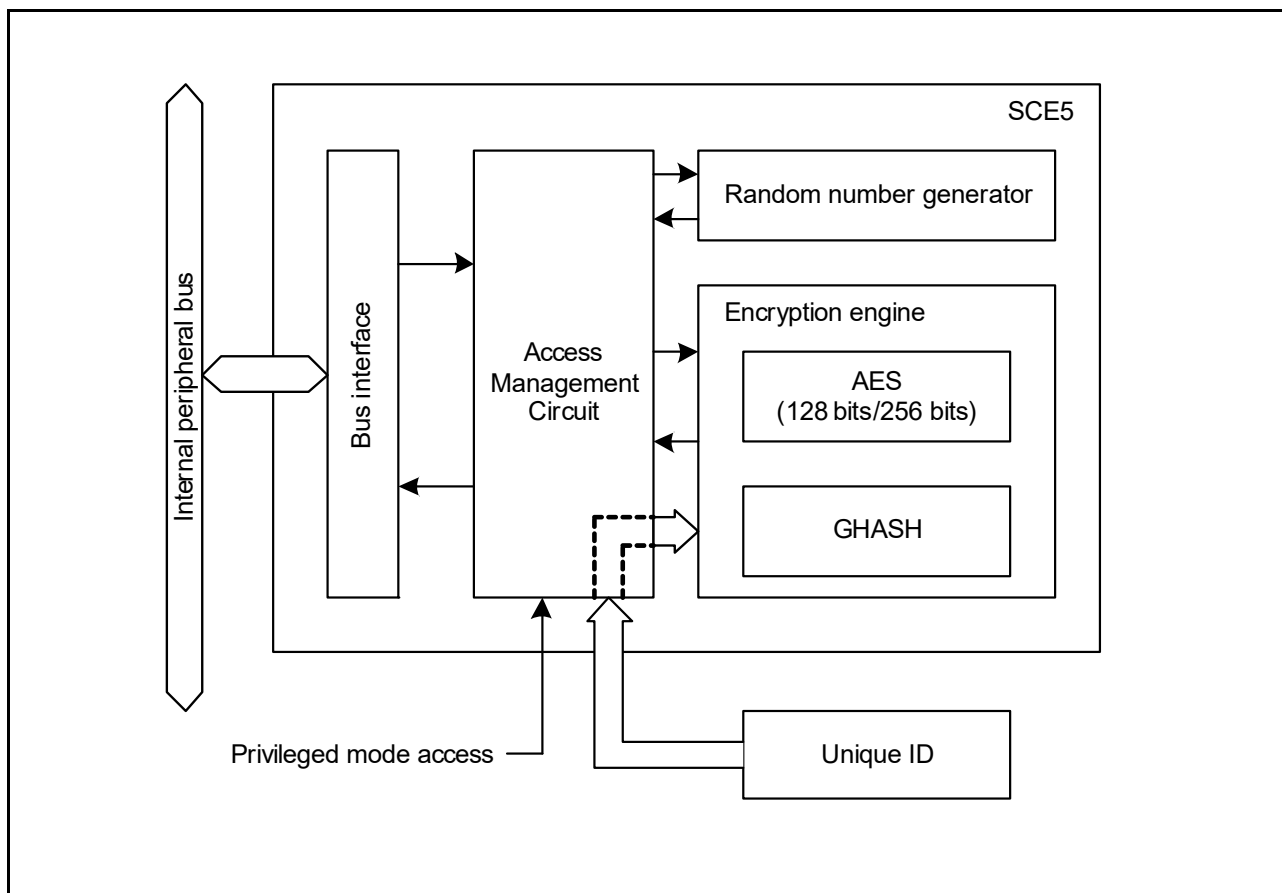 SCE5
Internal peripheral bus
Bus interface
Access
Management
Circuit
Random number generator
Encryption engine
AES
(128 bits/256 bits)
GHASH
Privileged mode access
Unique ID